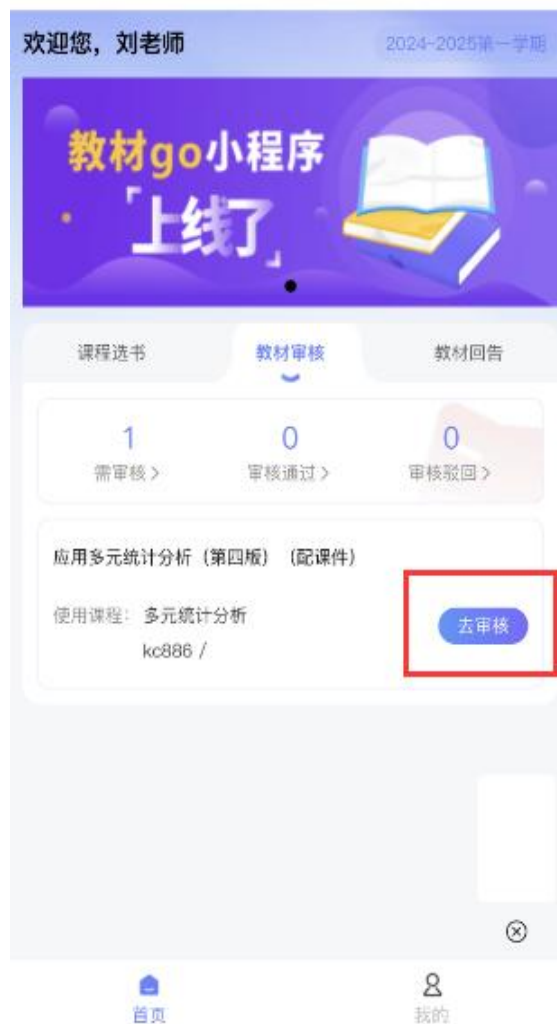 欢迎您，刘老师
2024-2025第一学期
教材go小程序
「上线了」
课程选书 教材审核 教材回告
1 0 0
需审核> 审核通过> 审核驳回>
应用多元统计分析（第四版）（配课件）
使用课程： 多元统计分析
去审核
kc886 /
首页 我的